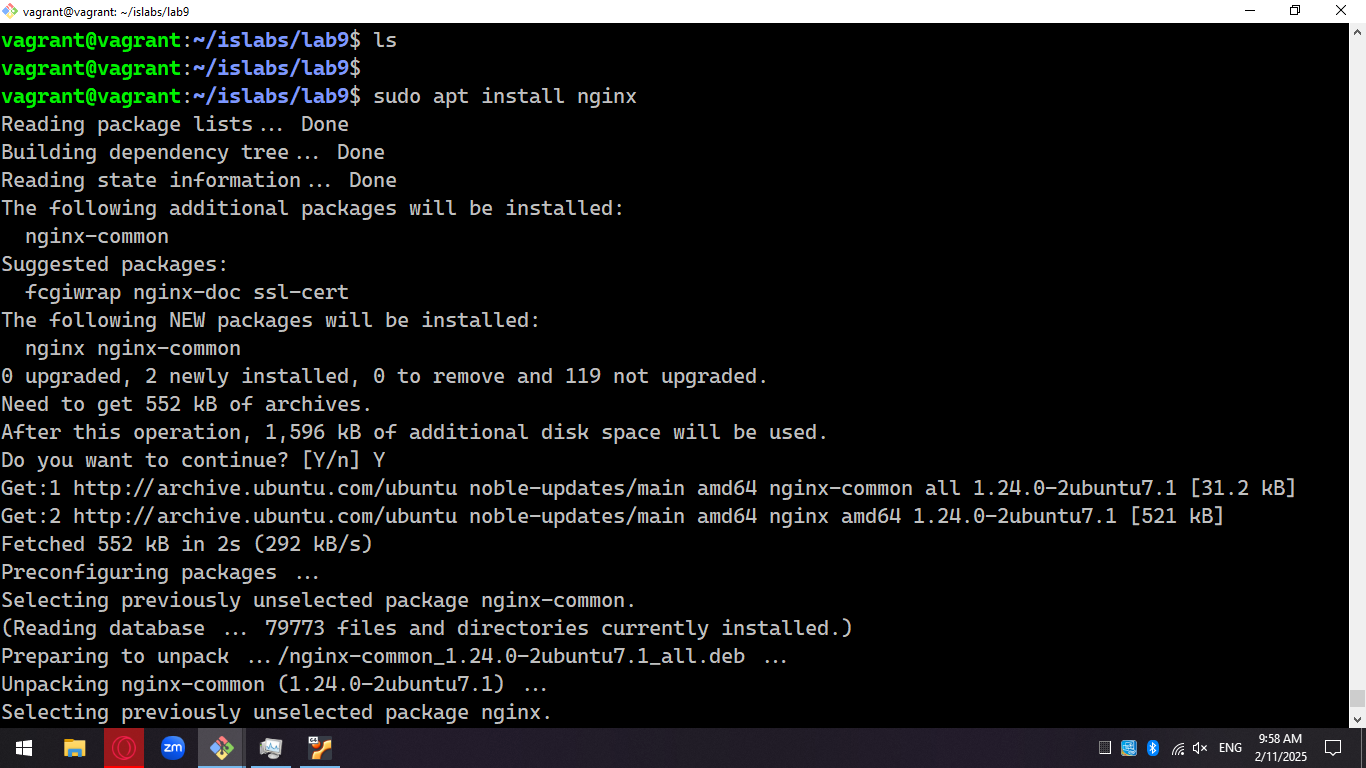 vagrant@vagrant: ~/islabs/lab9
vagrant@vagrant:~/islabs/lab9$ ls
vagrant@vagrant:~/islabs/lab9$
vagrant@vagrant:~/islabs/lab9$ sudo apt install nginx
Reading package lists... Done
Building dependency tree... Done
Reading state information... Done
The following additional packages will be installed:
  nginx-common
Suggested packages:
  fcgiwrap nginx-doc ssl-cert
The following NEW packages will be installed:
  nginx nginx-common
0 upgraded, 2 newly installed, 0 to remove and 119 not upgraded.
Need to get 552 kB of archives.
After this operation, 1,596 kB of additional disk space will be used.
Do you want to continue? [Y/n] Y
Get:1 http://archive.ubuntu.com/ubuntu noble-updates/main amd64 nginx-common all 1.24.0-2ubuntu7.1 [31.2 kB]
Get:2 http://archive.ubuntu.com/ubuntu noble-updates/main amd64 nginx amd64 1.24.0-2ubuntu7.1 [521 kB]
Fetched 552 kB in 2s (292 kB/s)
Preconfiguring packages ...
Selecting previously unselected package nginx-common.
(Reading database ... 79773 files and directories currently installed.)
Preparing to unpack .../nginx-common_1.24.0-2ubuntu7.1_all.deb ...
Unpacking nginx-common (1.24.0-2ubuntu7.1) ...
Selecting previously unselected package nginx.
zm
64
ENG
9:58 AM
2/11/2025